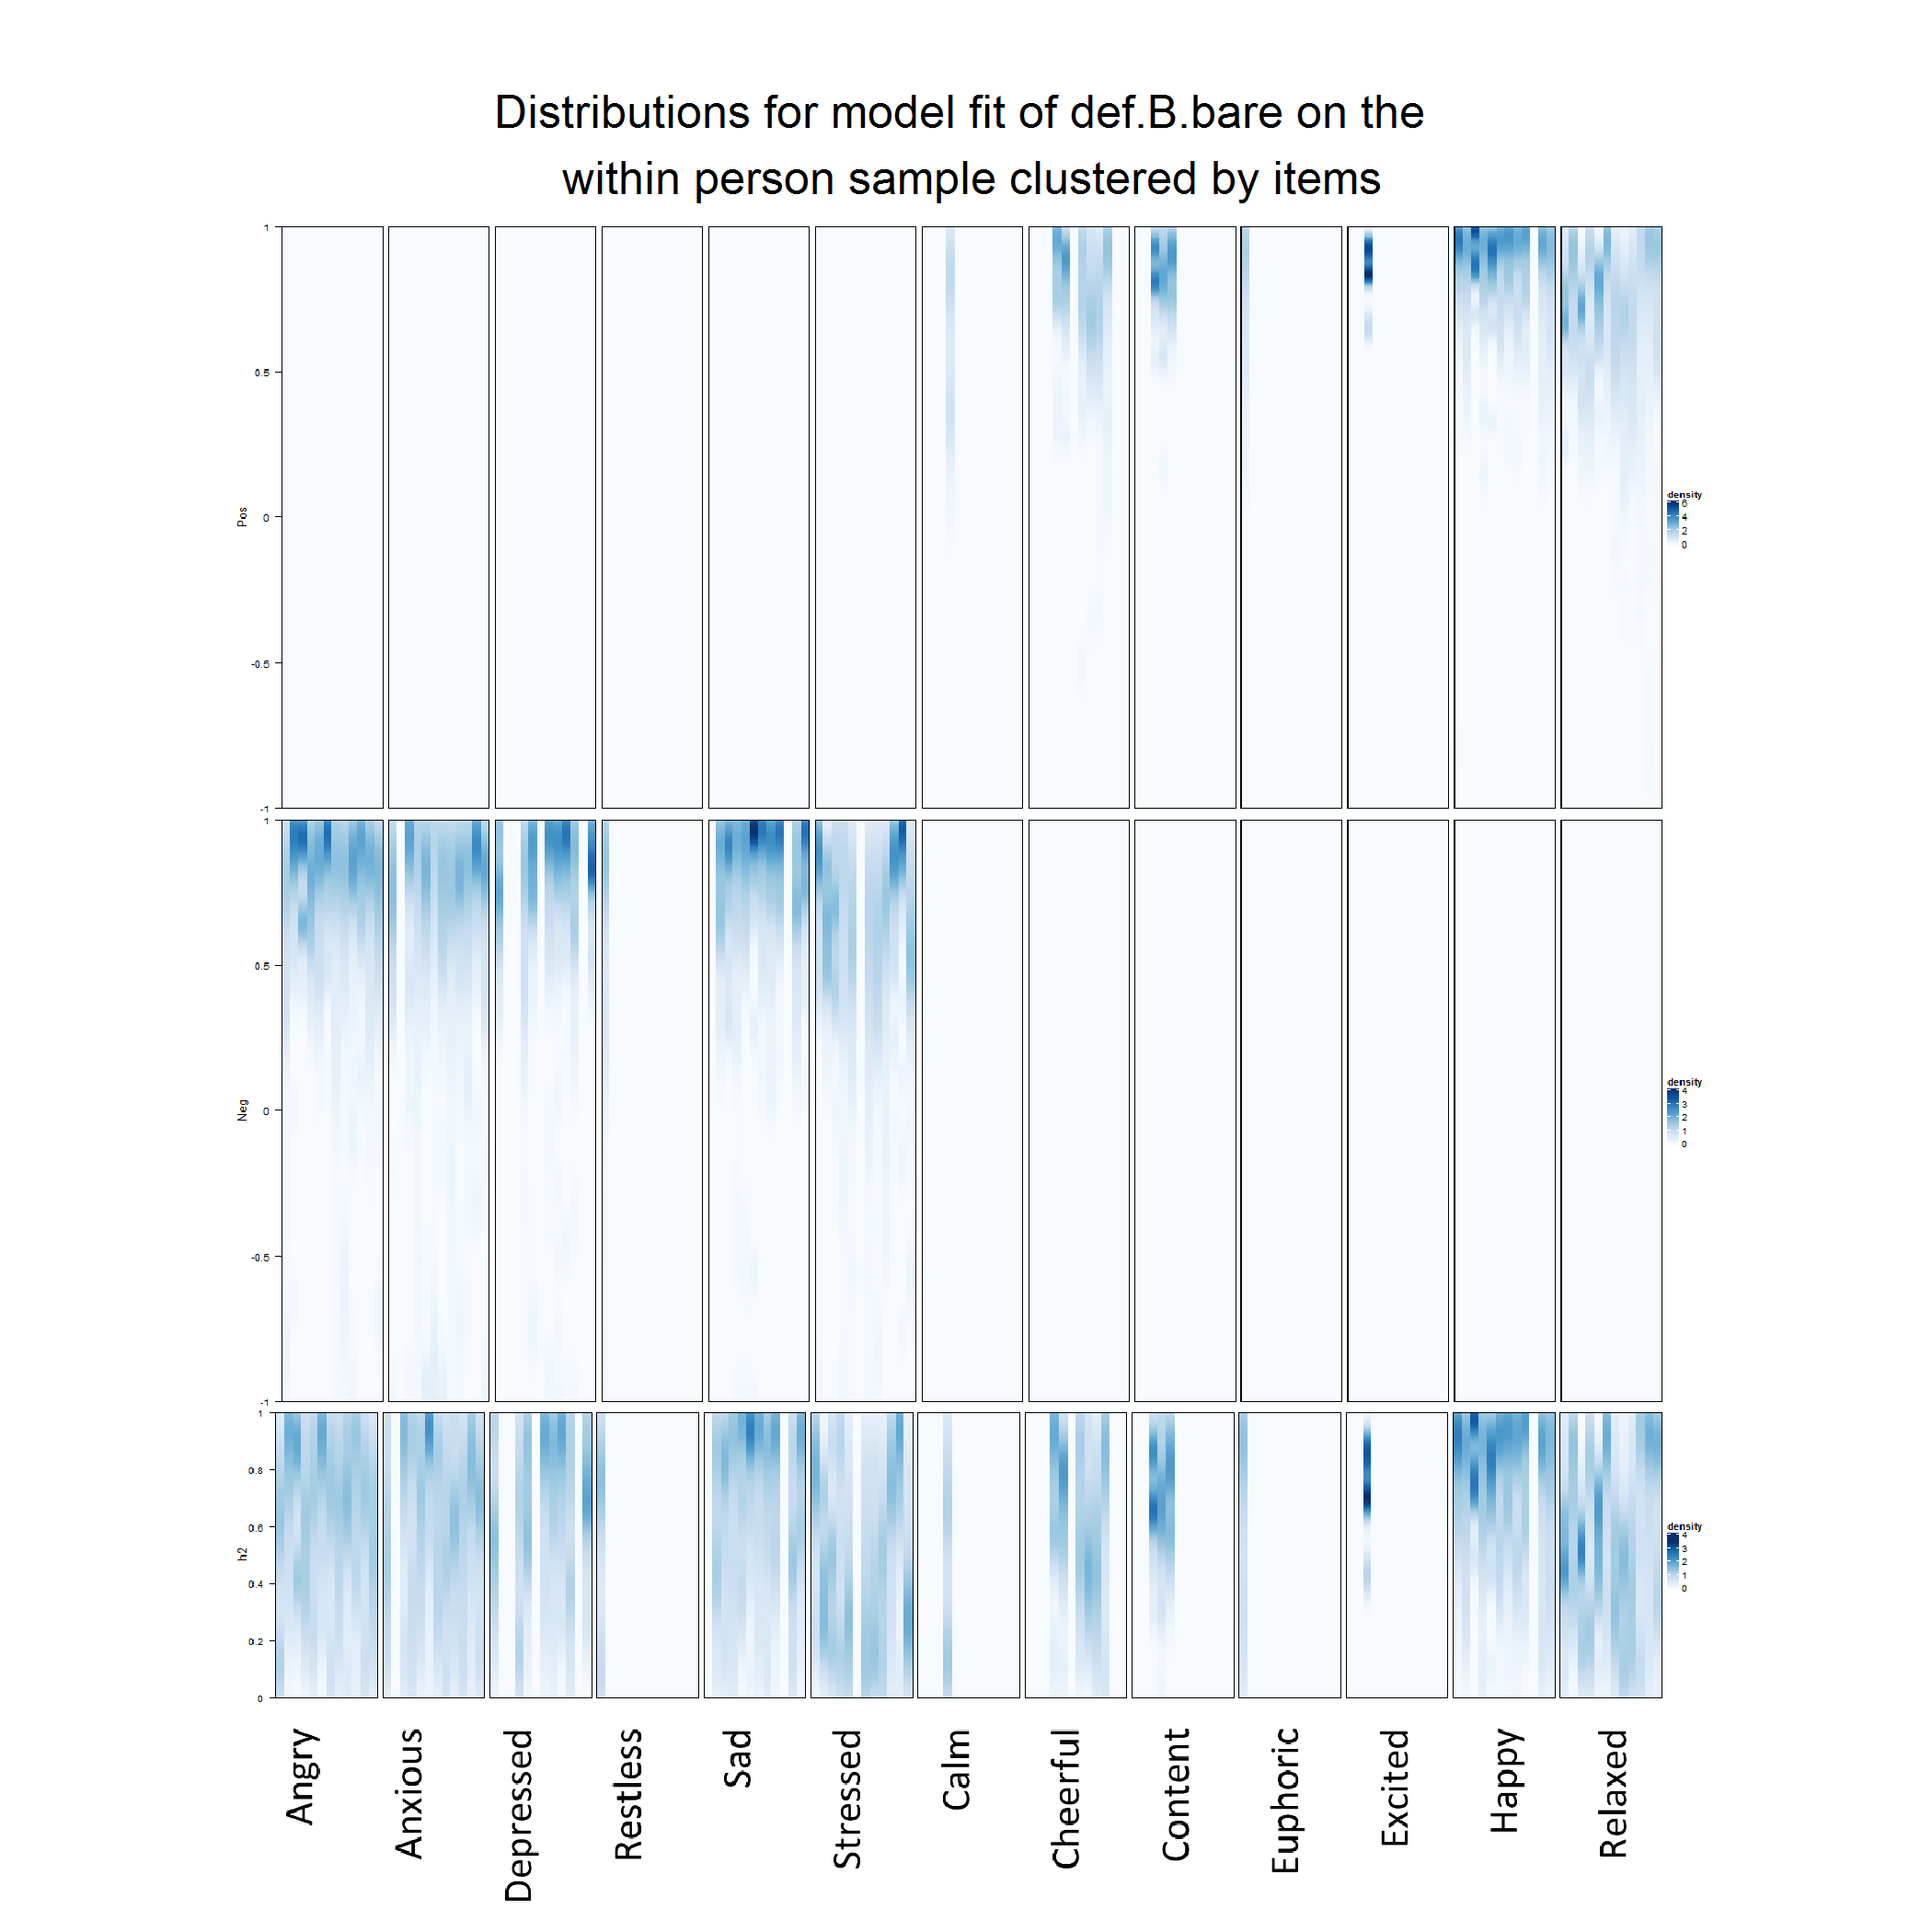 Distributions for model fit of def.B.bare on the
within person sample clustered by items
1
0.5
0
-0.5
-1
Pos
density
6
4
2
0
1
0.5
0
-0.5
-1
Neg
density
4
3
2
1
0
1
0.8
0.6
0.4
0.2
0
h2
density
4
3
2
1
0
Angry
Anxious
Depressed
Restless
Sad
Stressed
Calm
Cheerful
Content
Euphoric
Excited
Happy
Relaxed